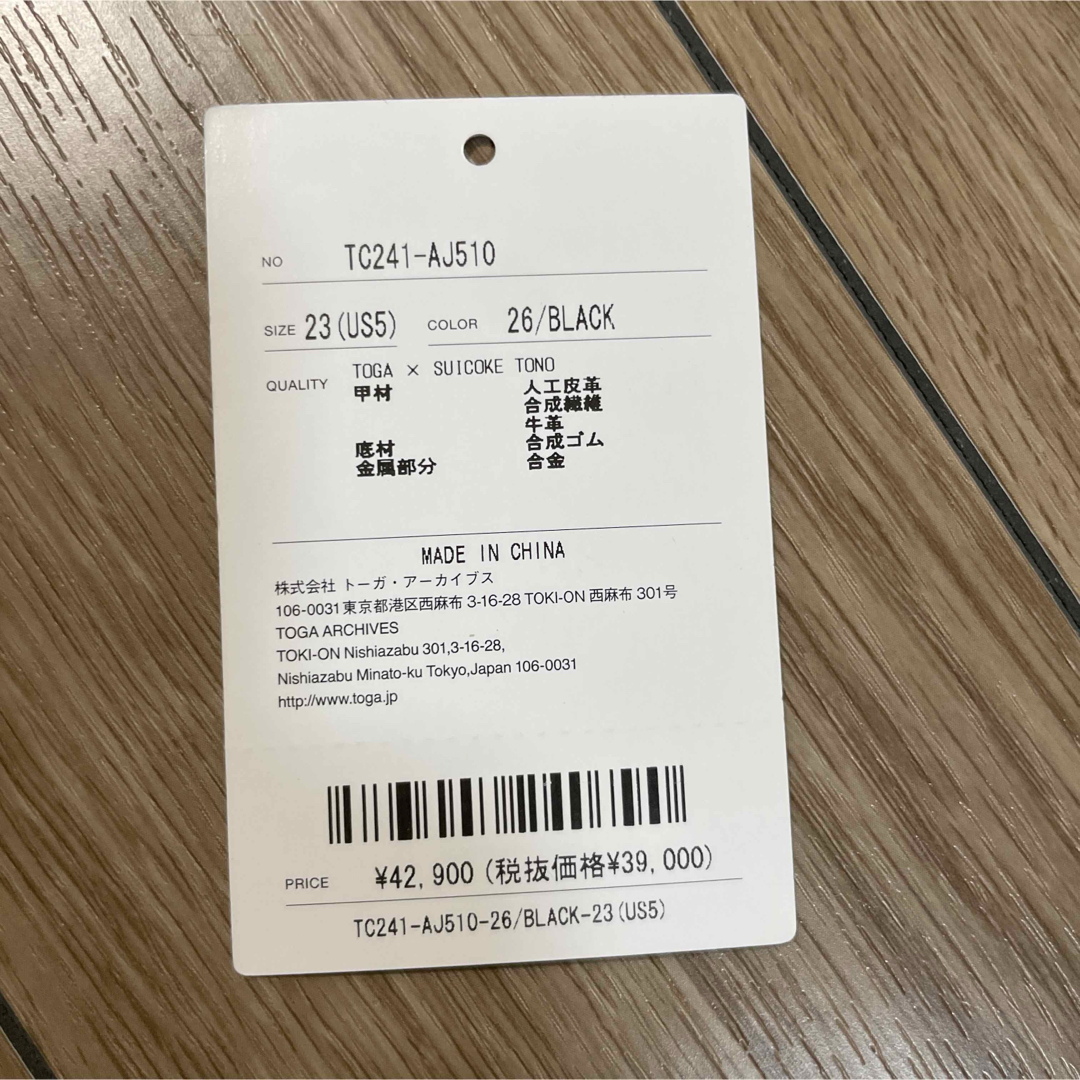 NO TC241-AJ510
SIZE 23(US5) COLOR 26/BLACK
QUALITY TOGA × SUICOKE TONO
甲材 人工皮革
合成繊維
牛革
底材 合成ゴム
金属部分 合金
MADE IN CHINA
株式会社 トーガ・アーカイブス
106-0031 東京都港区西麻布 3-16-28 TOKI-ON 西麻布 301号
TOGA ARCHIVES
TOKI-ON Nishiazabu 301,3-16-28,
Nishiazabu Minato-ku Tokyo,Japan 106-0031
http://www.toga.jp
PRICE ¥42,900(税抜価格¥39,000)
TC241-AJ510-26/BLACK-23(US5)